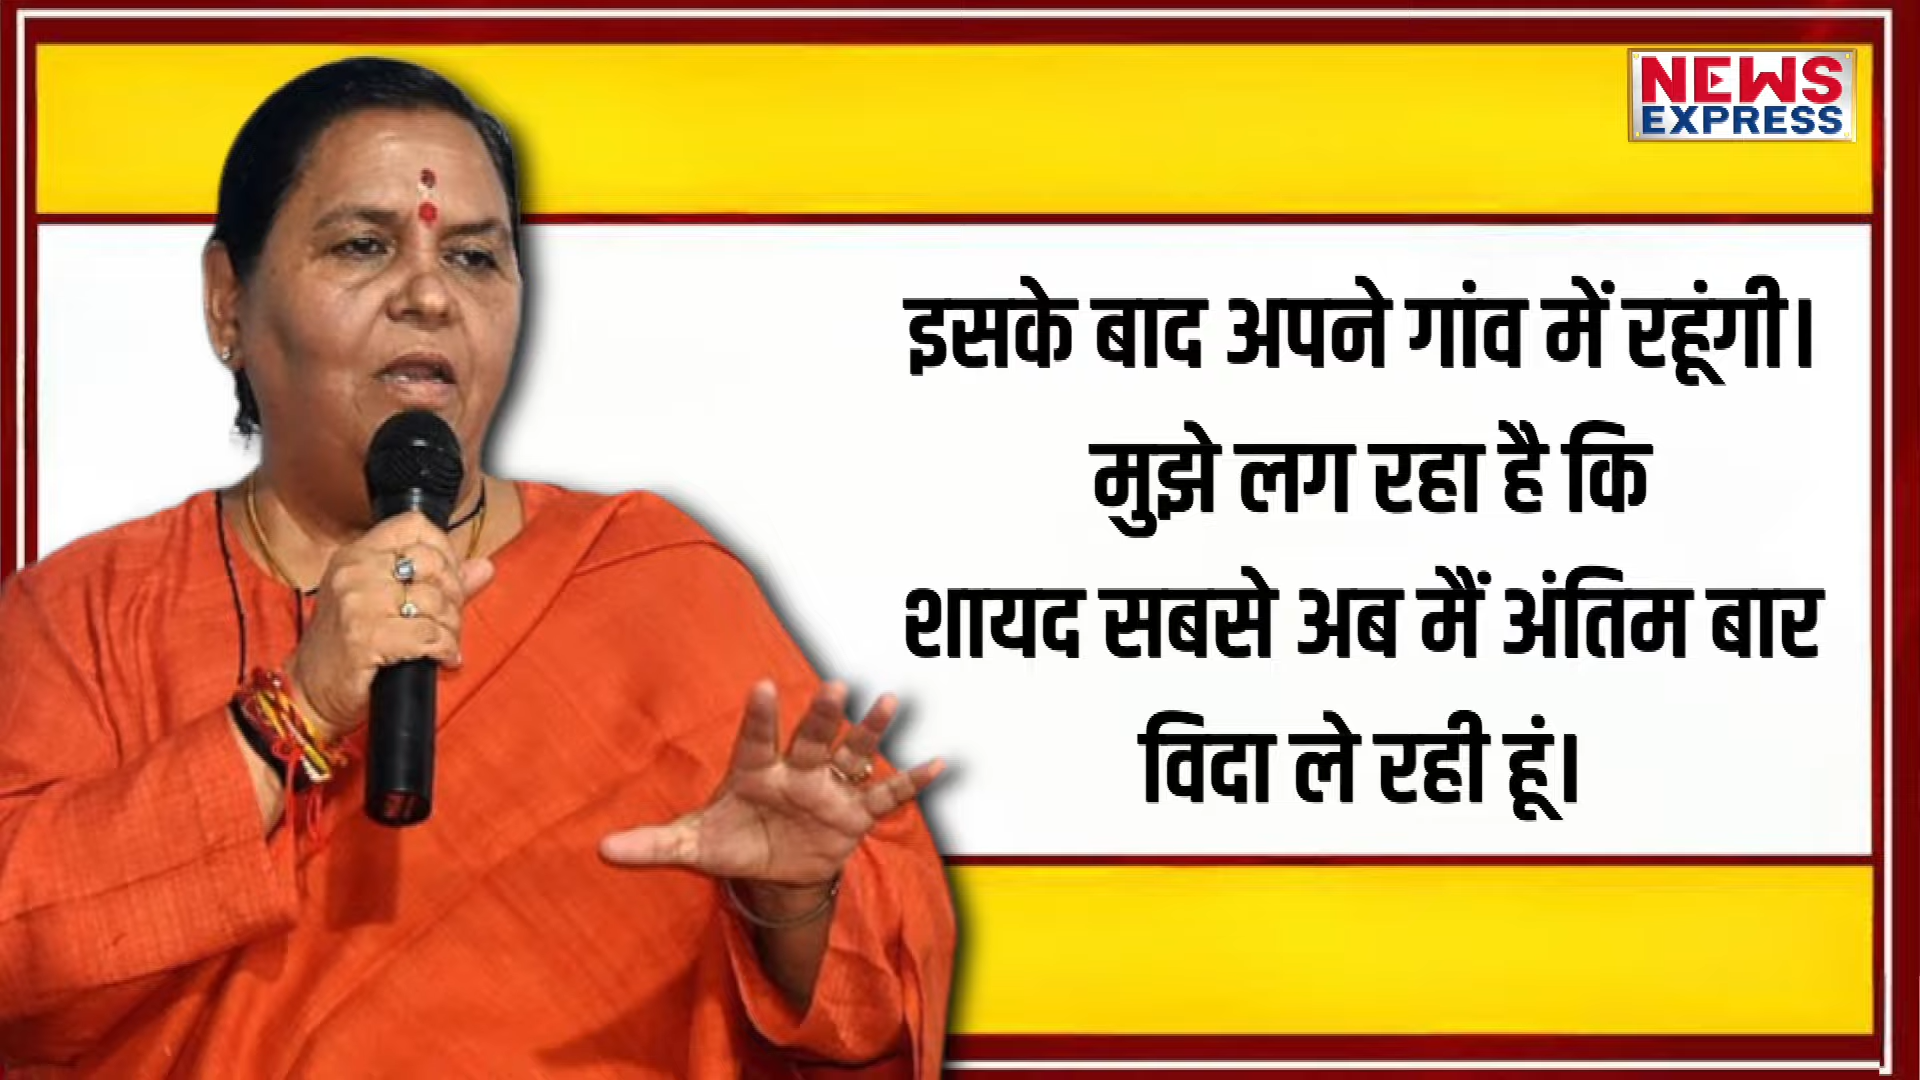 NEWS
EXPRESS
इसके बाद अपने गांव में रहूंगी।
मुझे लग रहा है कि
शायद सबसे अब मैं अंतिम बार
विदा ले रही हूं।